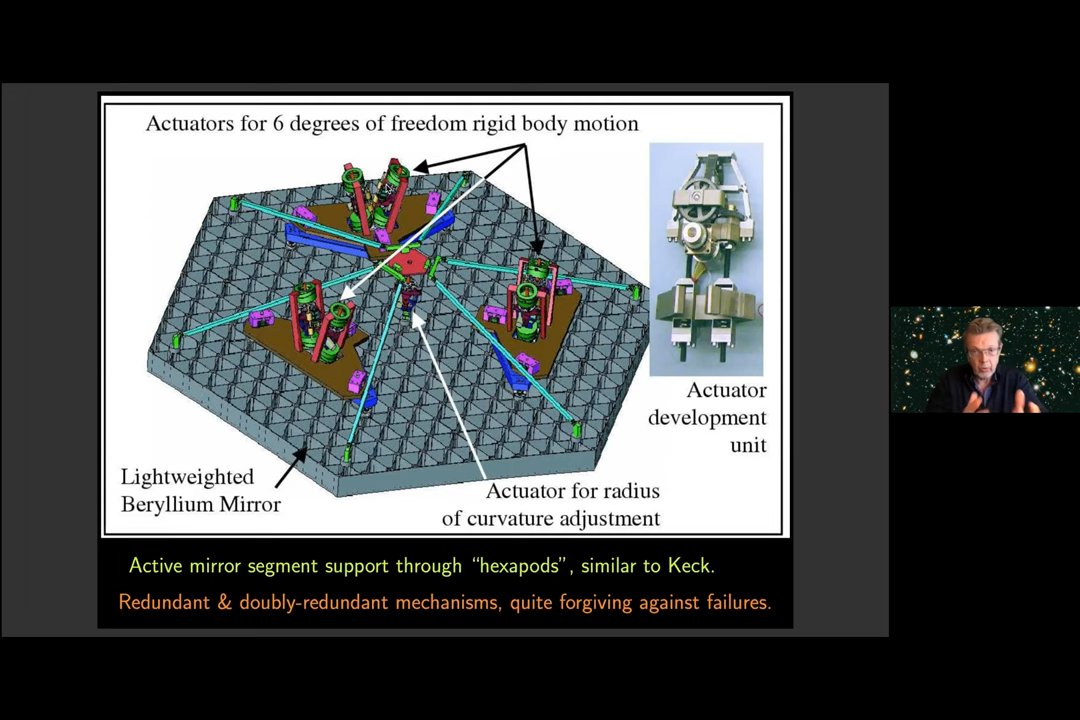 Actuators for 6 degrees of freedom rigid body motion
Actuator
development
unit
Lightweighted
Beryllium Mirror
Actuator for radius
of curvature adjustment
Active mirror segment support through “hexapods”, similar to Keck.
Redundant & doubly-redundant mechanisms, quite forgiving against failures.